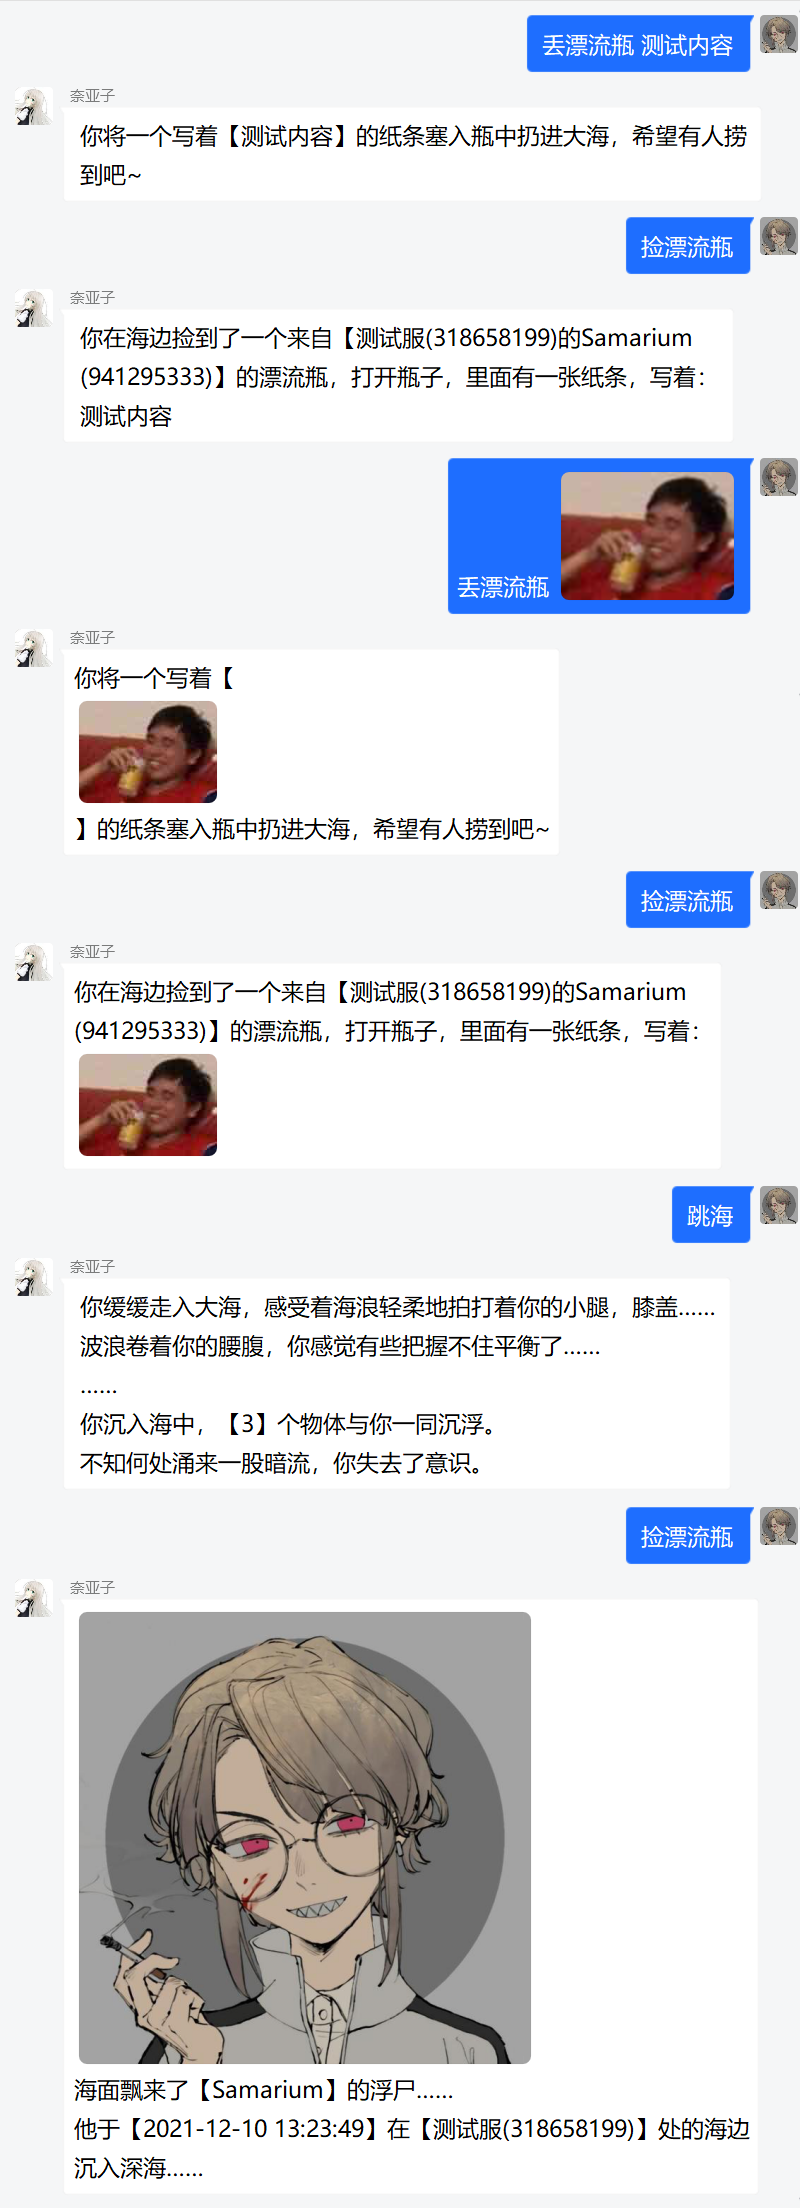 丢漂流瓶 测试内容
奈亚子
你将一个写着【测试内容】的纸条塞入瓶中扔进大海，希望有人捞
到吧~
捡漂流瓶
奈亚子
你在海边捡到了一个来自【测试服(318658199)的Samarium
(941295333)】的漂流瓶，打开瓶子，里面有一张纸条，写着：
测试内容
丢漂流瓶
奈亚子
你将一个写着【
】的纸条塞入瓶中扔进大海，希望有人捞到吧~
捡漂流瓶
奈亚子
你在海边捡到了一个来自【测试服(318658199)的Samarium
(941295333)】的漂流瓶，打开瓶子，里面有一张纸条，写着：
跳海
奈亚子
你缓缓走入大海，感受着海浪轻柔地拍打着你的小腿，膝盖……
波浪卷着你的腰腹，你感觉有些把握不住平衡了……
……
你沉入海中，【3】个物体与你一同沉浮。
不知何处涌来一股暗流，你失去了意识。
捡漂流瓶
奈亚子
海面飘来了【Samarium】的浮尸……
他于【2021-12-10 13:23:49】在【测试服(318658199)】处的海边
沉入深海……